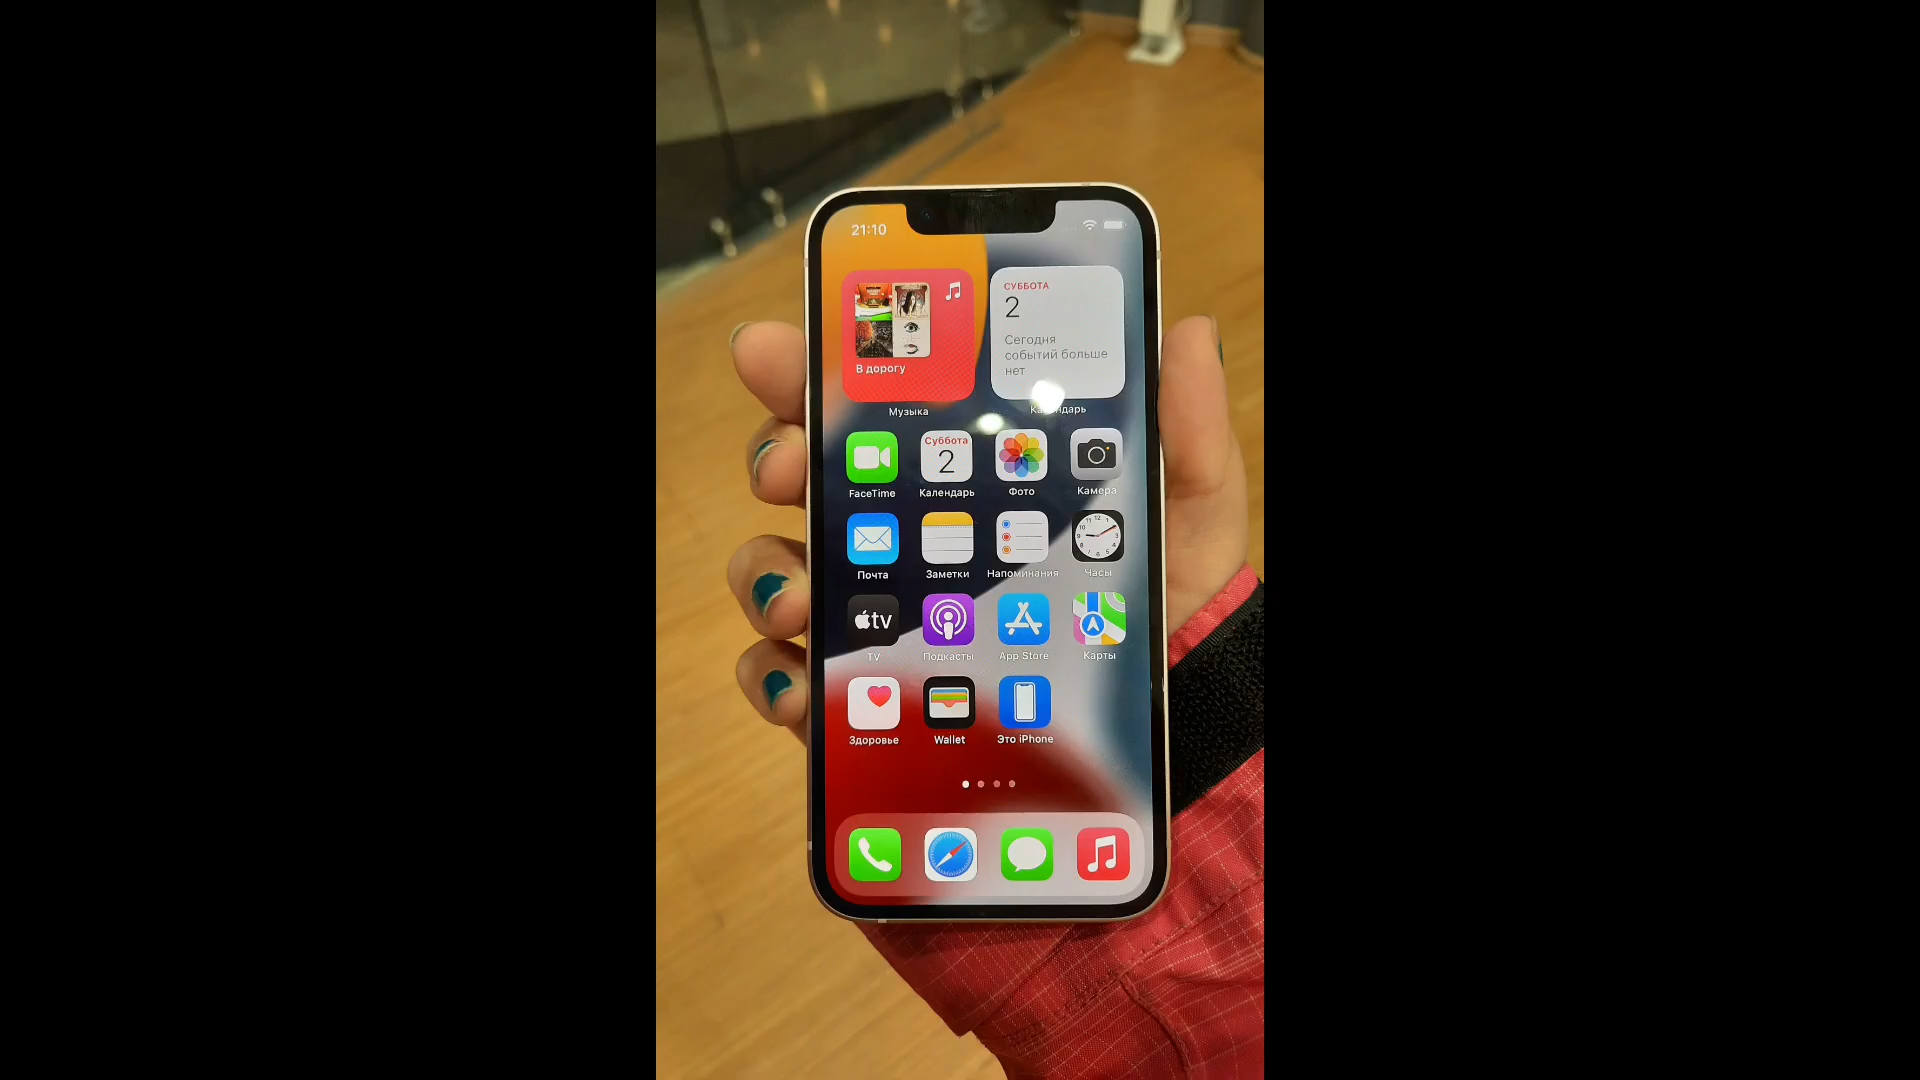 21:10
СУББОТА
2
Сегодня
событий больше
нет
В дорогу
Музыка
Календарь
Суббота
2
FaceTime
Календарь
Фото
Камера
Почта
Заметки
Напоминания
Часы
tv
TV
Подкасты
App Store
Карты
Здоровье
Wallet
Это iPhone